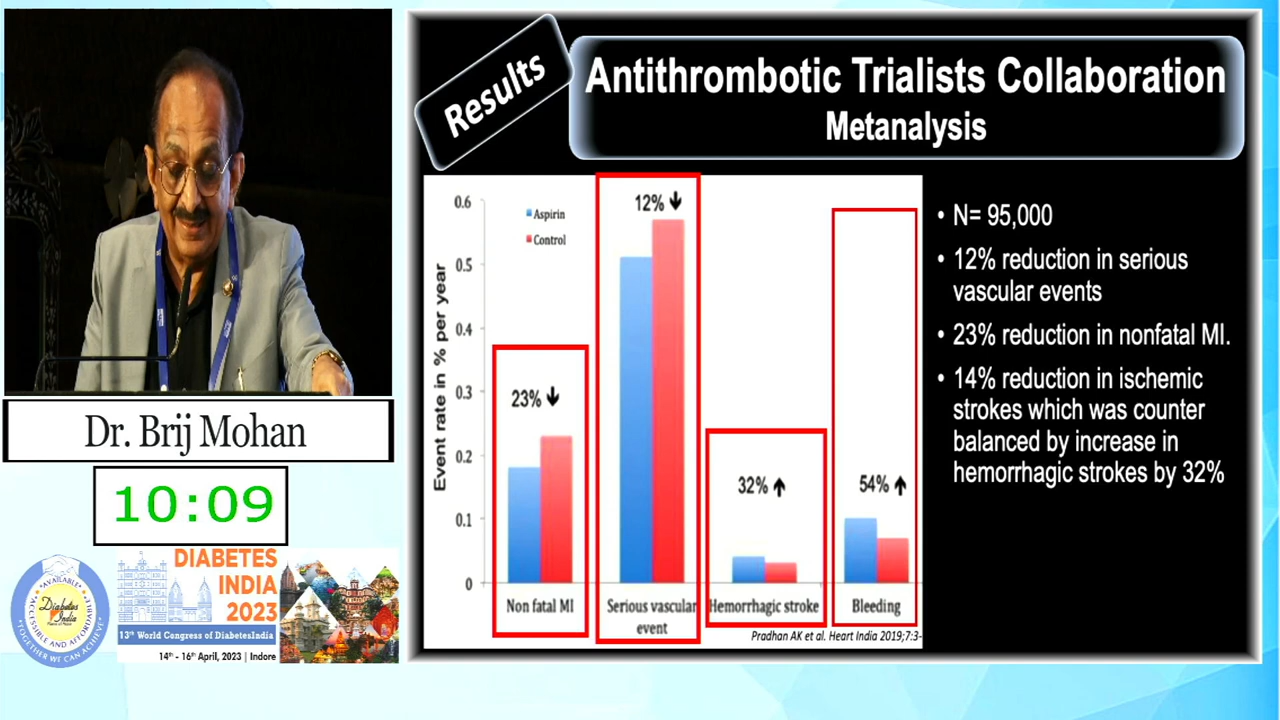 Results
Antithrombotic Trialists Collaboration
Metanalysis
0.6
0.5
0.4
0.3
0.2
0.1
0
Event rate in % per year
Aspirin
Control
23%
12%
32%
54%
Non fatal MI
Serious vascular
event
Hemorrhagic stroke
Bleeding
Pradhan AK et al. Heart India 2019;7:3-
• N= 95,000
• 12% reduction in serious
vascular events
• 23% reduction in nonfatal MI.
• 14% reduction in ischemic
strokes which was counter
balanced by increase in
hemorrhagic strokes by 32%
Dr. Brij Mohan
10:09
AVAILABLE
ACCESSIBLE AND AFFORDABLE
Diabetes
India
TOGETHER WE CAN ACHIEVE
DIABETES
INDIA
2023
13th World Congress of DiabetesIndia
14th - 16th April, 2023 | Indore